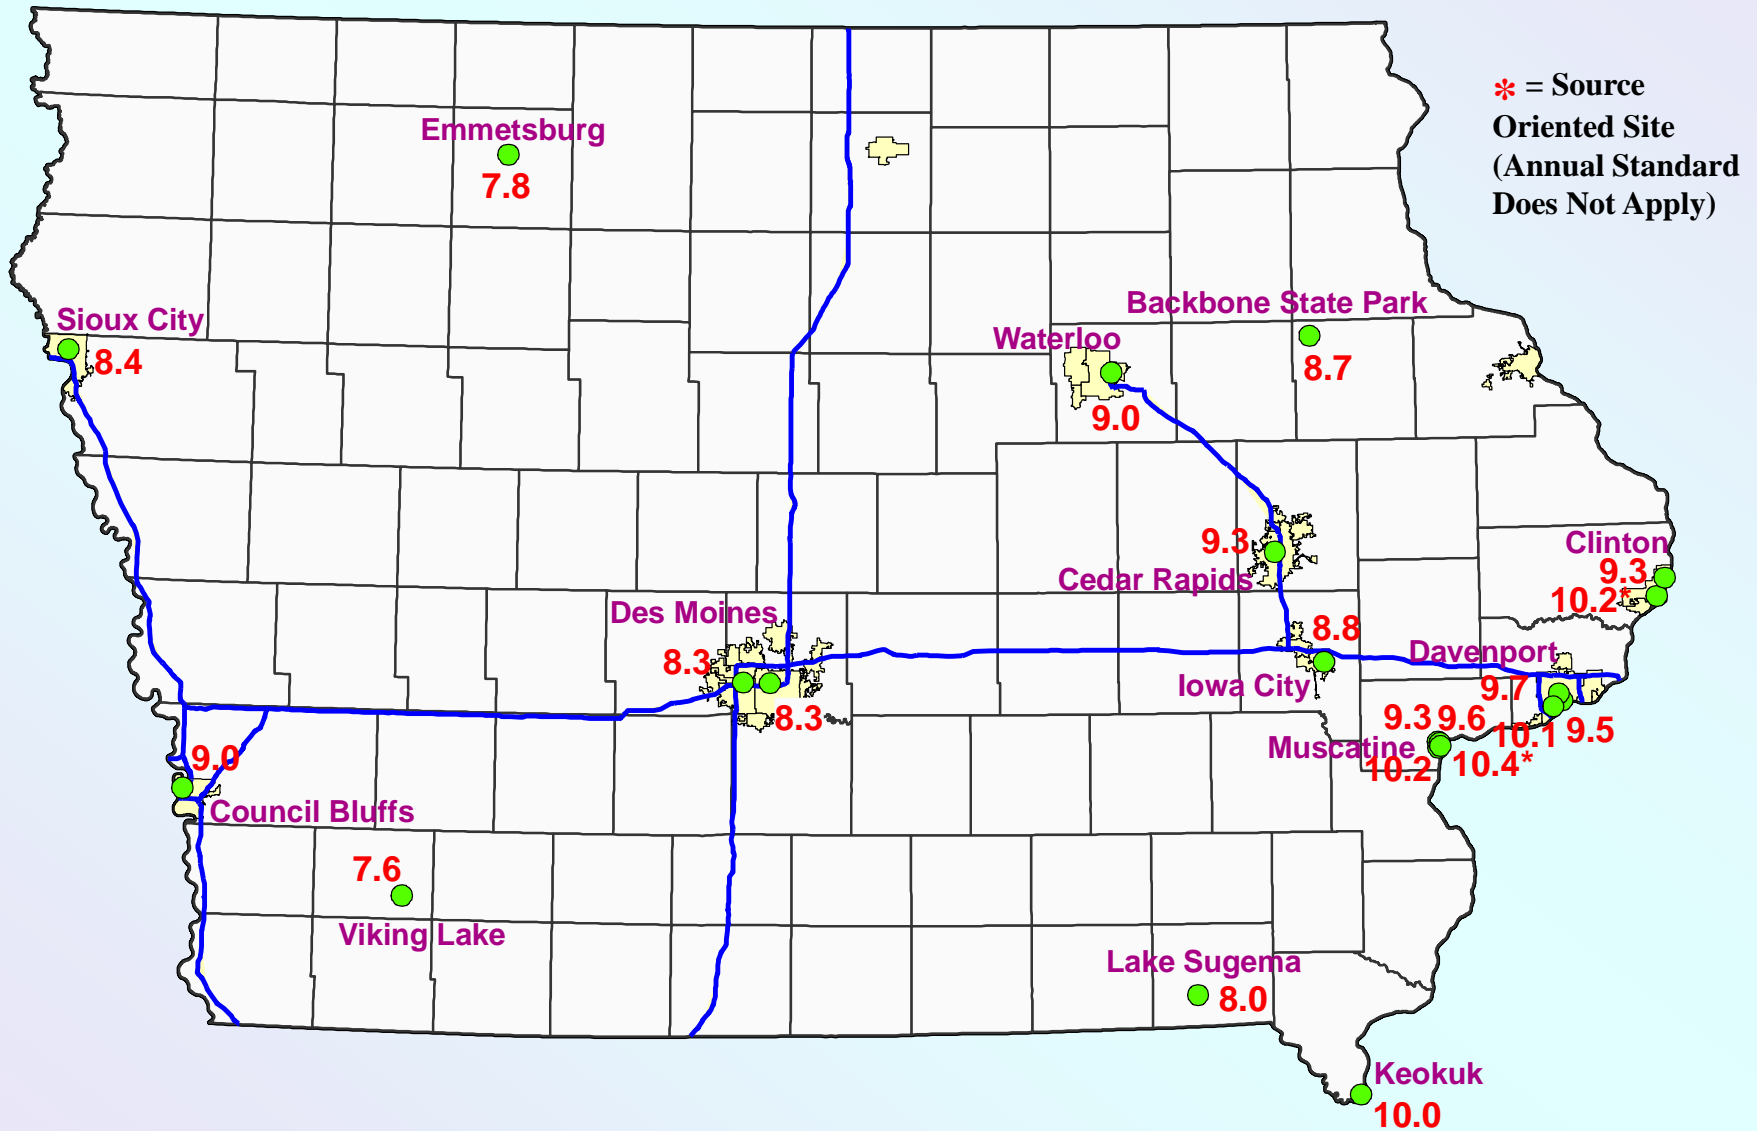 * = Source
Oriented Site
(Annual Standard
Does Not Apply)
Emmetsburg
7.8
Sioux City
8.4
Backbone State Park
8.7
Waterloo
9.0
9.3
Cedar Rapids
Clinton
9.3
10.2*
Des Moines
8.3
8.3
8.8
Iowa City
Davenport
9.7
10.1
9.5
9.3
9.6
Muscatine
10.2
10.4*
9.0
Council Bluffs
7.6
Viking Lake
Lake Sugema
8.0
Keokuk
10.0